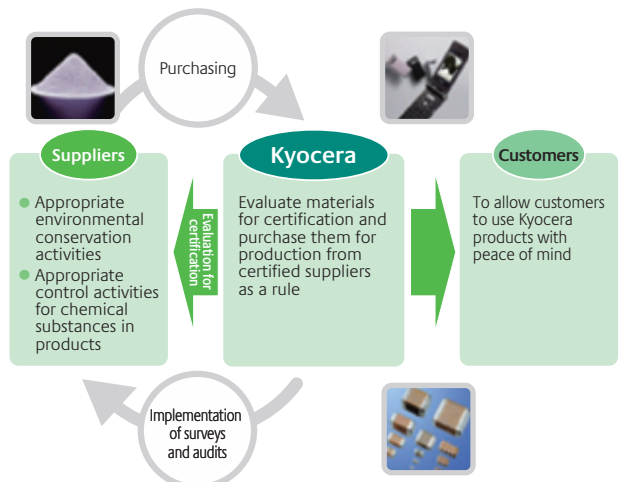 Purchasing
Suppliers
Appropriate
environmental
conservation
activities
Appropriate
control activities
for chemical
substances in
products
Evaluation for
certification
Kyocera
Evaluate materials
for certification and
purchase them for
production from
certified suppliers
as a rule
Customers
To allow customers
to use Kyocera
products with
peace of mind
Implementation
of surveys
and audits